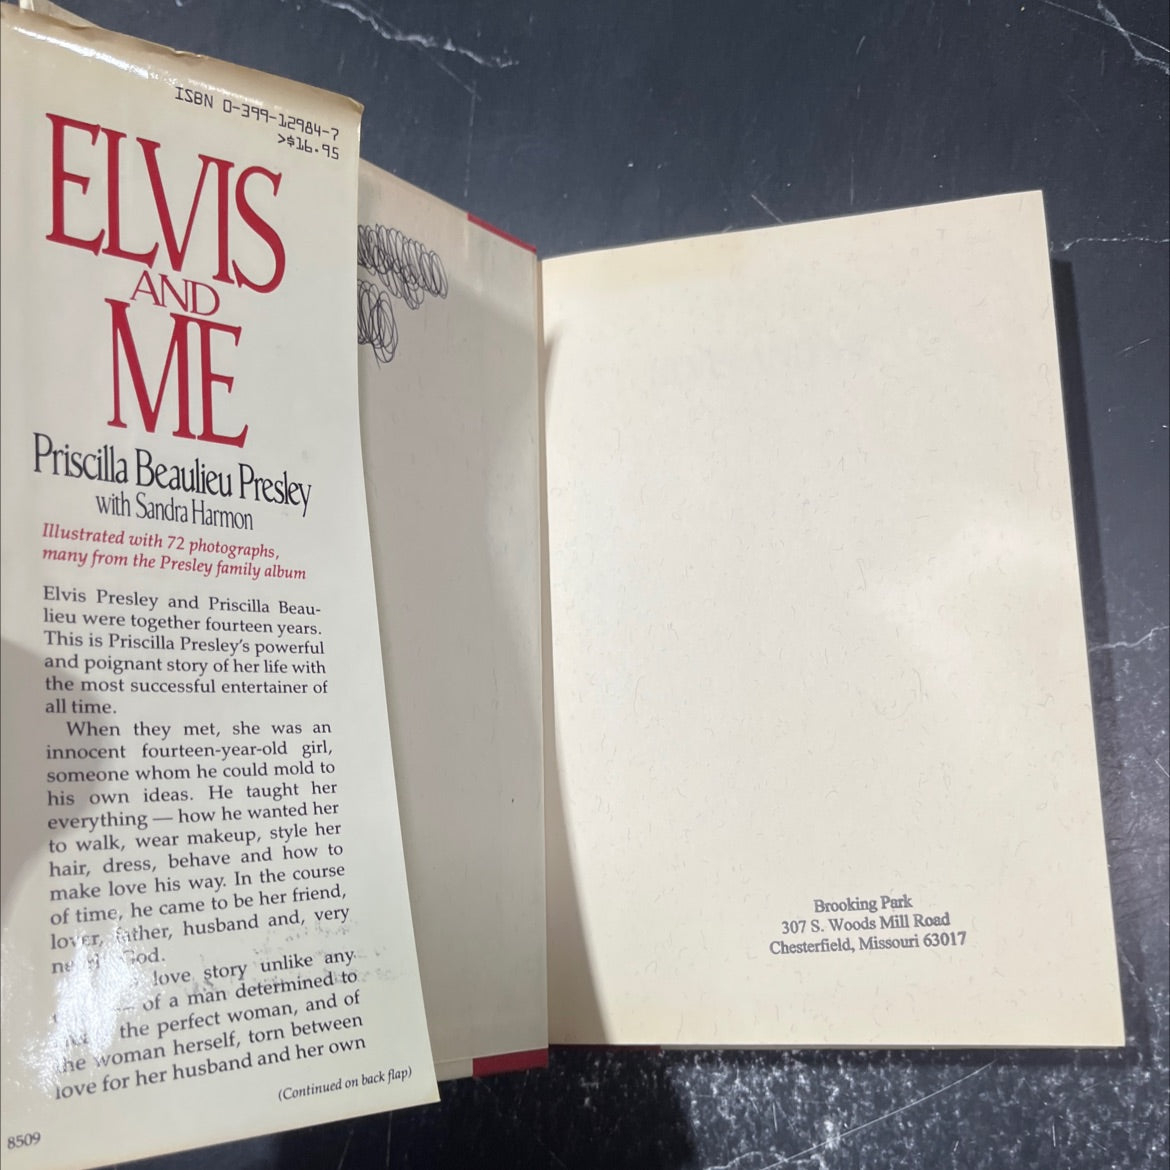 ISBN 0-399-12984-7
>$16.95
ELVIS
AND
ME
Priscilla Beaulieu Presley
with Sandra Harmon
Illustrated with 72 photographs,
many from the Presley family album
Elvis Presley and Priscilla Beau-
lieu were together fourteen years.
This is Priscilla Presley's powerful
and poignant story of her life with
the most successful entertainer of
all time.
When they met, she was an
innocent fourteen-year-old girl,
someone whom he could mold to
his own ideas. He taught her
everything — how he wanted her
to walk, wear makeup, style her
hair, dress, behave and how to
make love his way. In the course
of time, he came to be her friend,
lover, father, husband and, very
God.
love story unlike any
of a man determined to
the perfect woman, and of
the woman herself, torn between
love for her husband and her own
(Continued on back flap)
8509
Brooking Park
307 S. Woods Mill Road
Chesterfield, Missouri 63017